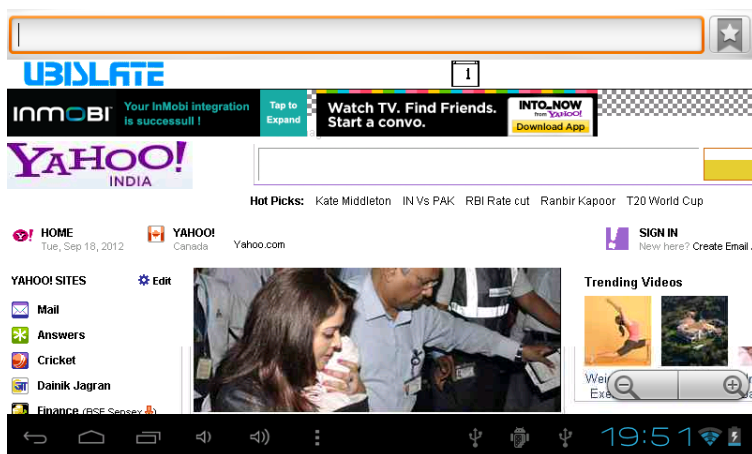 UBISLATE
1
INMOBI
Your InMobi integration
is successull !
Tap to
Expand
Watch TV. Find Friends.
Start a convo.
INTO_NOW
from YAHOO!
Download App
YAHOO!
INDIA
Hot Picks: Kate Middleton IN Vs PAK RBI Rate cut Ranbir Kapoor T20 World Cup
HOME
Tue, Sep 18, 2012
YAHOO!
Canada
Yahoo.com
SIGN IN
New here? Create Email
YAHOO! SITES
Edit
Mail
Answers
Cricket
Dainik Jagran
Finance (BSE Sensex
Trending Videos
19:51